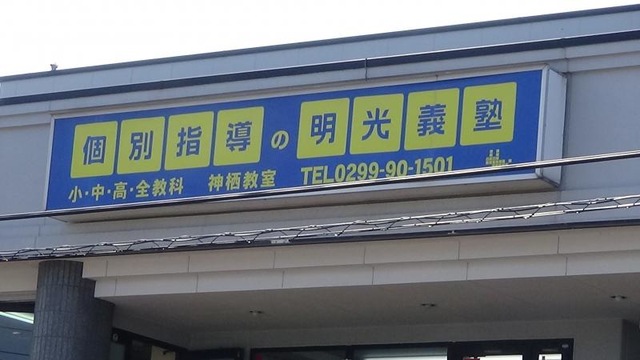 個別指導の明光義塾
小・中・高・全教科 神栖教室 TEL0299-90-1501